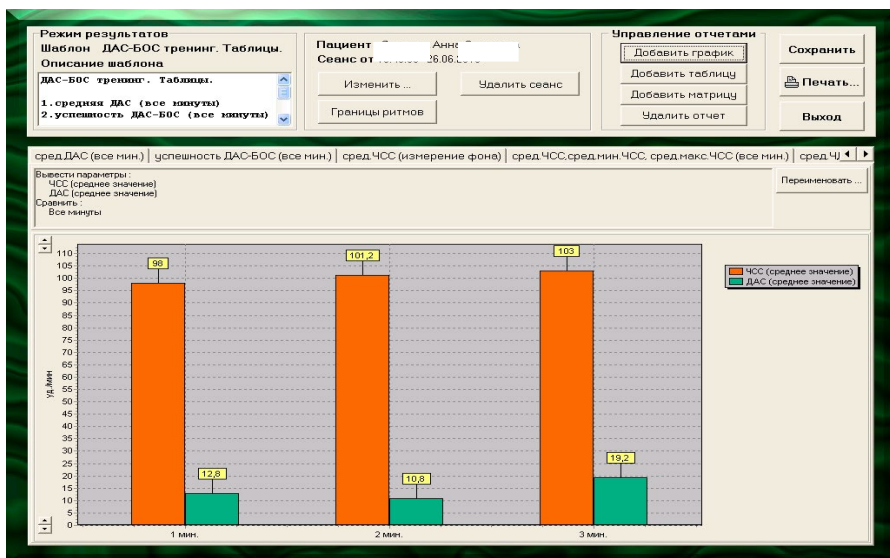 Режим результатов
Шаблон ДАС-БОС тренинг. Таблицы.
Описание шаблона
ДАС-БОС тренинг. Таблицы.
1.средняя ДАС (все минуты)
2.успешность ДАС-БОС (все минуты)
Пациент Анна
Сеанс от
Изменить ...
Удалить сеанс
Границы ритмов
Управление отчетами
Добавить график
Добавить таблицу
Добавить матрицу
Удалить отчет
Сохранить
Печать...
Выход
сред.ДАС (все мин.) успешность ДАС-БОС (все мин.) сред.ЧСС (измерение фона) сред.ЧСС,сред.мин.ЧСС, сред.макс.ЧСС (все мин.)
Вывести параметры :
ЧСС (среднее значение)
ДАС (среднее значение)
Сравнить :
Все минуты
Переименовать ...
уд./мин
110
105
100
95
90
85
80
75
70
65
60
55
50
45
40
35
30
25
20
15
10
5
0
98
12,8
101,2
10,8
103
19,2
1 мин.
2 мин.
3 мин.
ЧСС (среднее значение)
ДАС (среднее значение)